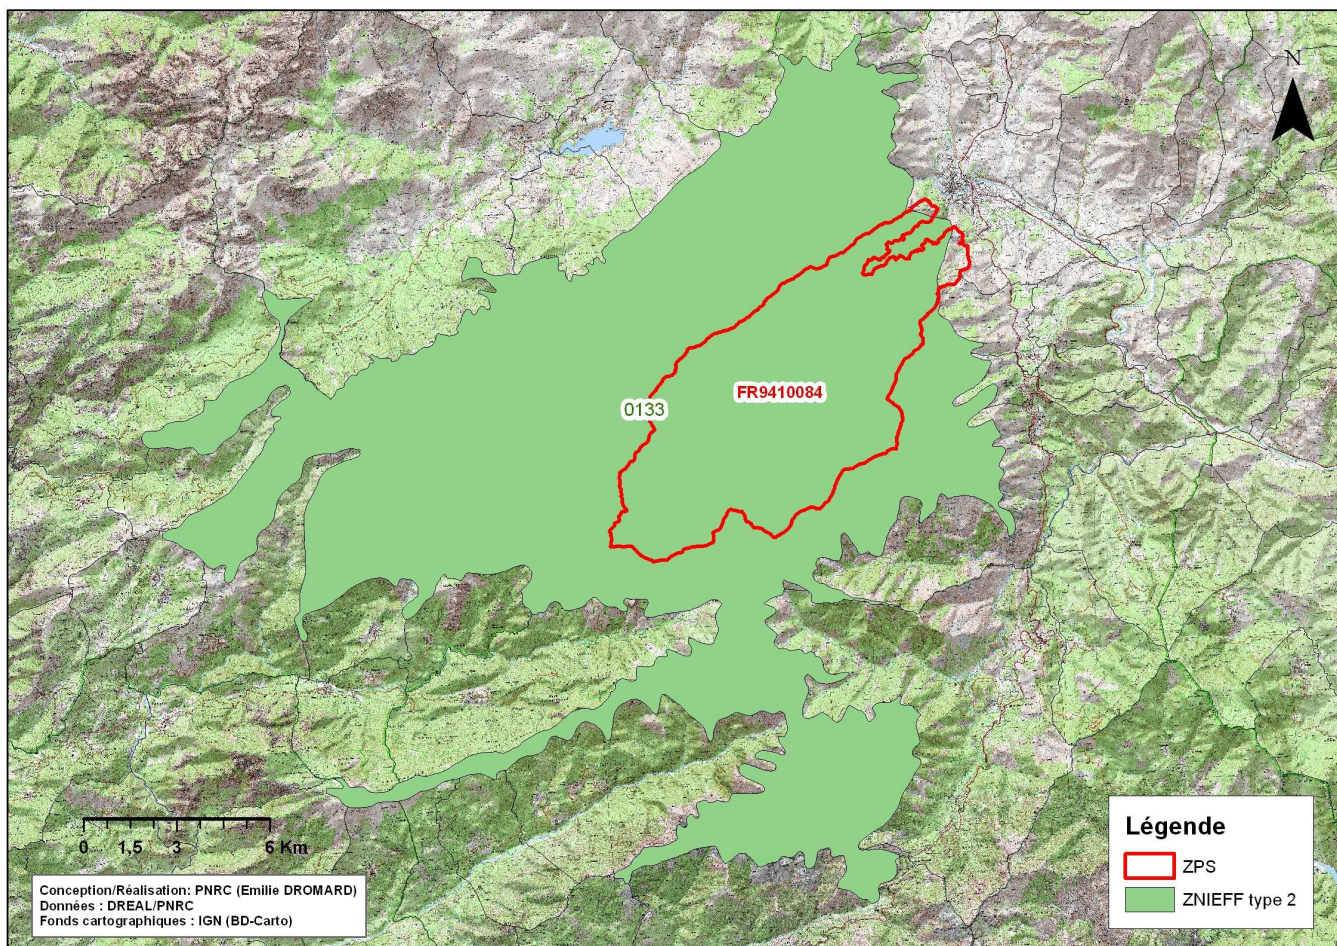 N
FR9410084
0133
0 1,5 3 6 Km
Légende
ZPS
ZNIEFF type 2
Conception/Réalisation: PNRC (Emilie DROMARD)
Données : DREAL/PNRC
Fonds cartographiques : IGN (BD-Carto)